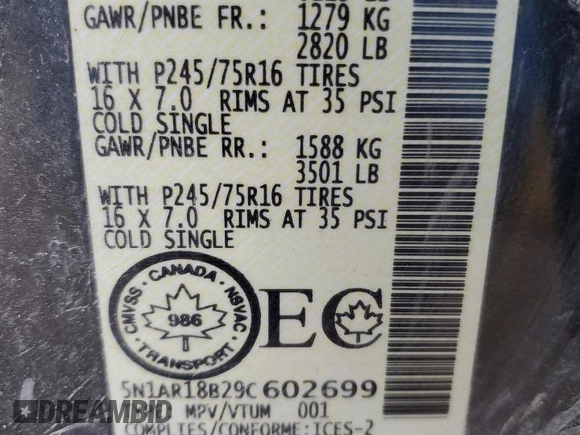 GAWR/PNBE FR.: 1279 KG
2820 LB
WITH P245/75R16 TIRES
16 X 7.0 RIMS AT 35 PSI
COLD SINGLE
GAWR/PNBE RR.: 1588 KG
3501 LB
WITH P245/75R16 TIRES
16 X 7.0 RIMS AT 35 PSI
COLD SINGLE
CMVSS · CANADA · NSVAC
986
TRANSPORT
EC
5N1AR18B29C602699
MPV/VTUM 001
COMPLIES/CONFORME:ICES-2
DREAMBID